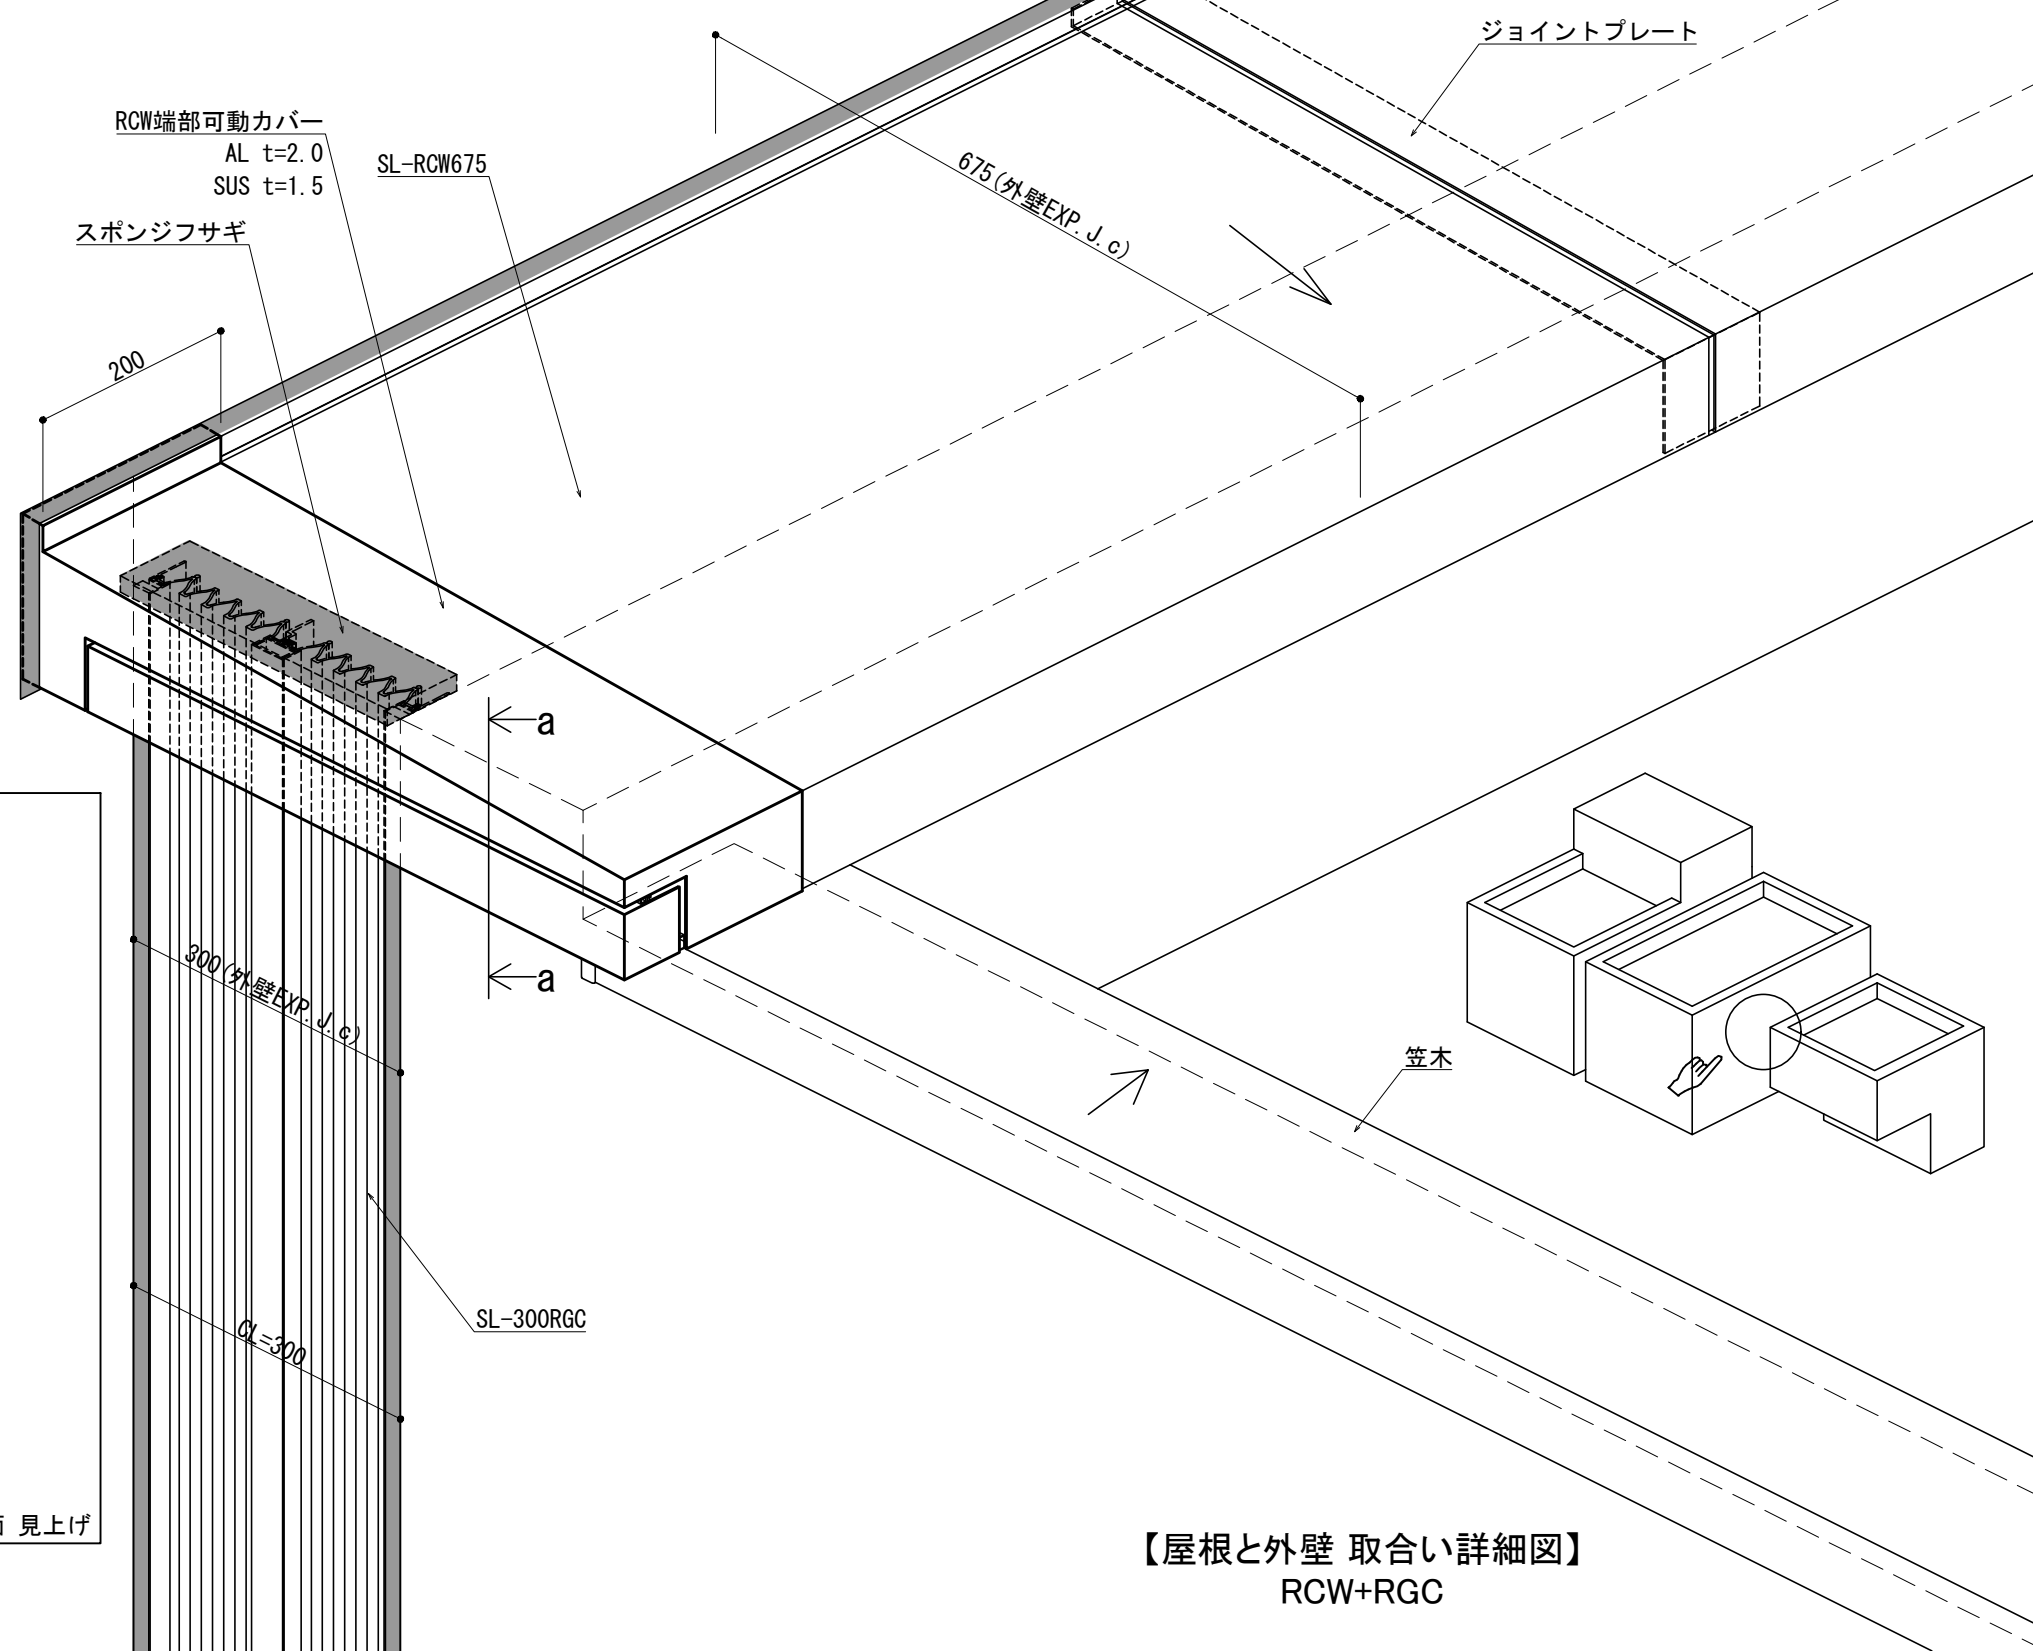 ジョイントプレート
RCW端部可動カバー
AL t=2.0
SUS t=1.5
SL-RCW675
スポンジフサギ
675(外壁EXP.J.c)
200
a
a
300(外壁EXP.J.c)
笠木
CL=300
SL-300RGC
見上げ
【屋根と外壁 取合い詳細図】
RCW+RGC